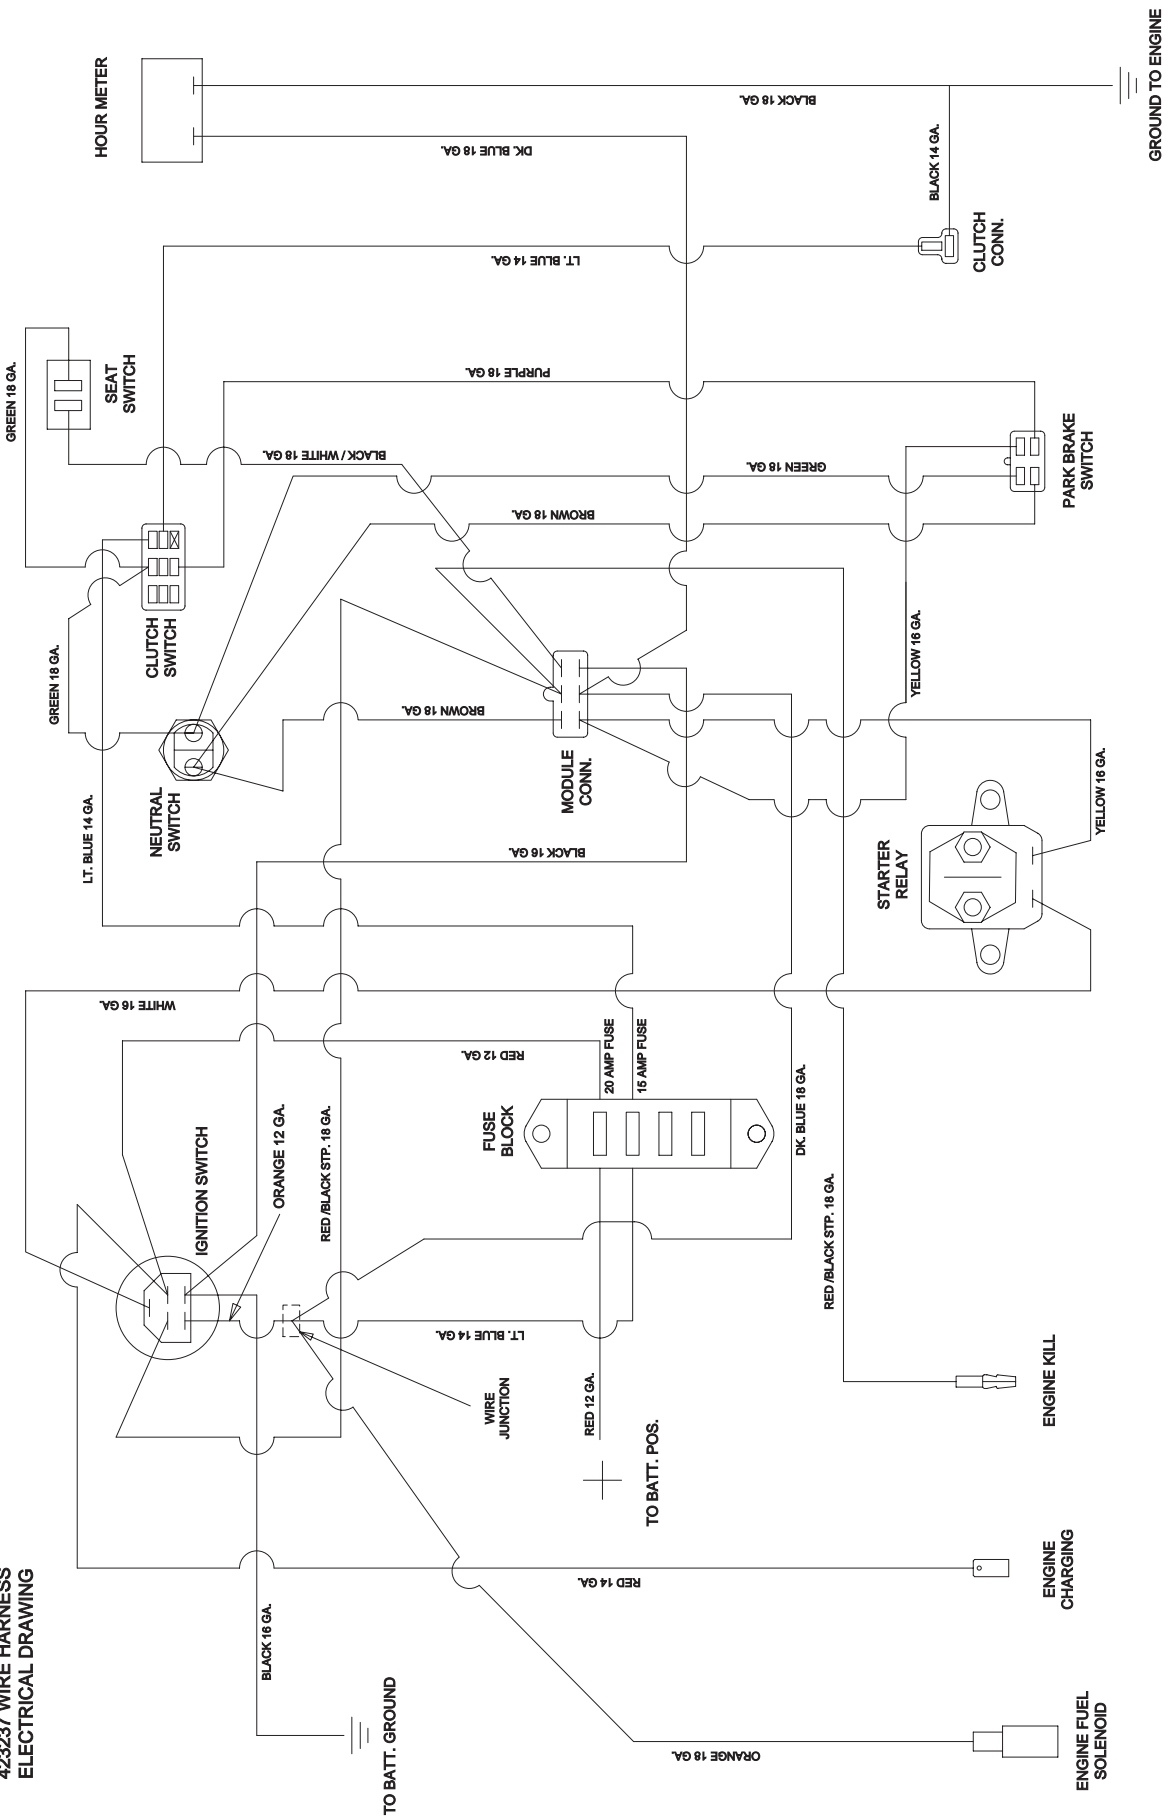 423237 WIRE HARNESS
ELECTRICAL DRAWING
HOUR METER
BLACK 18 GA.
DK. BLUE 18 GA.
GROUND TO ENGINE
BLACK 14 GA.
CLUTCH
CONN.
LT. BLUE 14 GA.
GREEN 18 GA.
SEAT
SWITCH
PURPLE 18 GA.
BLACK / WHITE 18 GA.
GREEN 18 GA.
PARK BRAKE
SWITCH
BROWN 18 GA.
CLUTCH
SWITCH
GREEN 18 GA.
YELLOW 16 GA.
BROWN 18 GA.
NEUTRAL
SWITCH
MODULE
CONN.
LT. BLUE 14 GA.
BLACK 16 GA.
STARTER
RELAY
YELLOW 16 GA.
WHITE 16 GA.
RED 12 GA.
20 AMP FUSE
15 AMP FUSE
FUSE
BLOCK
DK. BLUE 18 GA.
IGNITION SWITCH
ORANGE 12 GA.
RED /BLACK STP. 18 GA.
RED /BLACK STP. 18 GA.
LT. BLUE 14 GA.
WIRE
JUNCTION
RED 12 GA.
TO BATT. POS.
ENGINE KILL
RED 14 GA.
ENGINE
CHARGING
BLACK 16 GA.
TO BATT. GROUND
ORANGE 18 GA.
ENGINE FUEL
SOLENOID